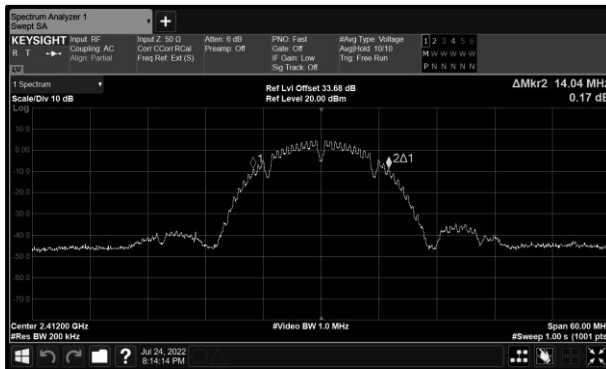 Spectrum Analyzer 1
Swept SA
KEYSIGHT
R T
Input: RF
Coupling: AC
Align: Partial
Input Z: 50 Ω
Corr CCorr RCal
Freq Ref: Ext (S)
Atten: 6 dB
Preamp: Off
PNO: Fast
Gate: Off
IF Gain: Low
Sig Track: Off
#Avg Type: Voltage
Avg|Hold: 10/10
Trig: Free Run
1 2 3 4 5 6
M W W W W W
P N N N N N
LW
1 Spectrum
Scale/Div 10 dB
Ref Lvl Offset 33.68 dB
Ref Level 20.00 dBm
ΔMkr2 14.04 MHz
0.17 dB
Log
10.0
0.00
-10.0
-20.0
-30.0
-40.0
-50.0
-60.0
-70.0
1
2Δ1
Center 2.41200 GHz
#Res BW 200 kHz
#Video BW 1.0 MHz
Span 60.00 MHz
#Sweep 1.00 s (1001 pts)
?
Jul 24, 2022
8:14:14 PM